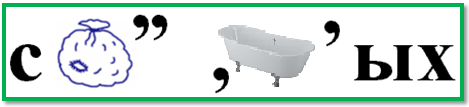 с ” , ’ ых